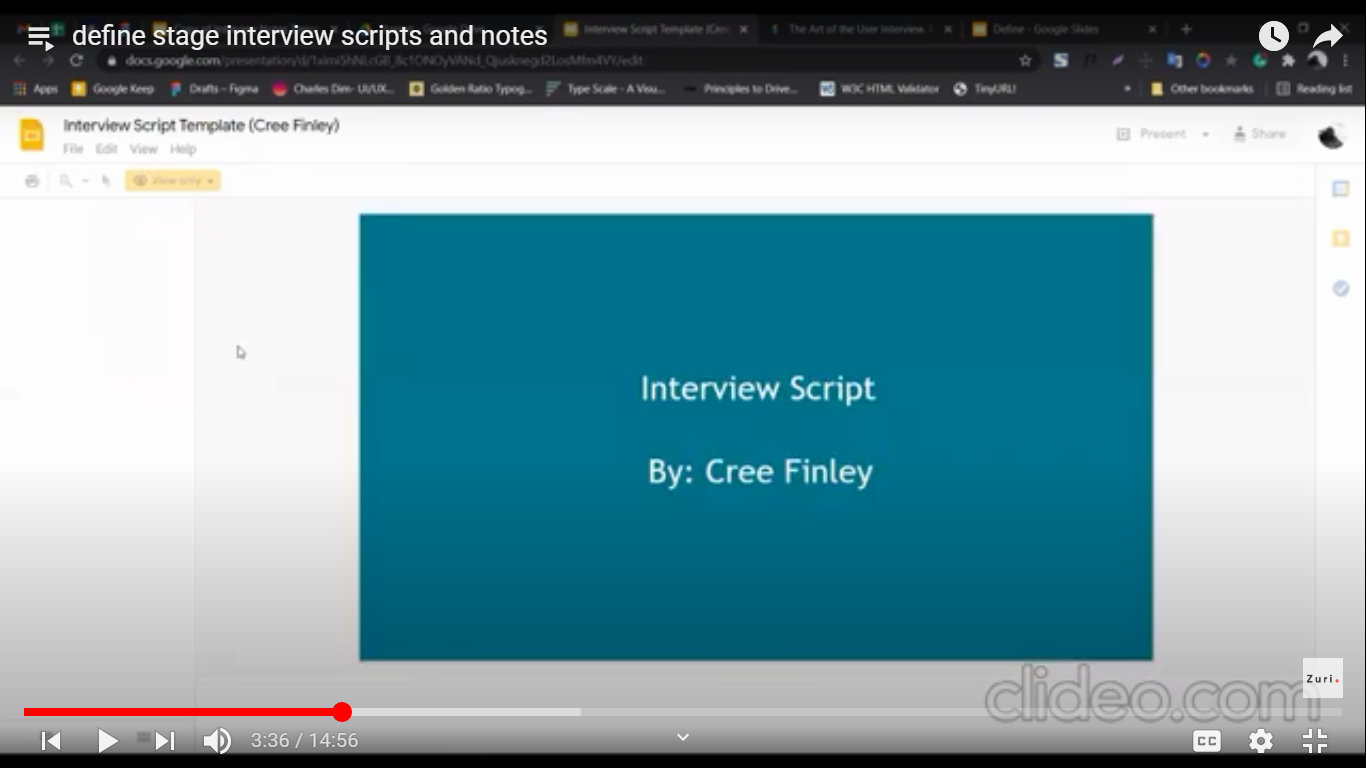 define stage interview scripts and notes
Interview Script Template (Cree
The Art of the User Interview.
Define - Google Slides
docs.google.com/presentation/d/
Apps
Google Keep
Drafts - Figma
Charles Dim- UI/UX...
Golden Ratio Typog...
Type Scale - A Visu...
Principles to Drive...
W3C HTML Validator
TinyURL!
»
Other bookmarks
Reading list
Interview Script Template (Cree Finley)
File Edit View Help
Present
Share
View only
Interview Script
By: Cree Finley
clideo.com
Zuri.
3:36 / 14:56
CC